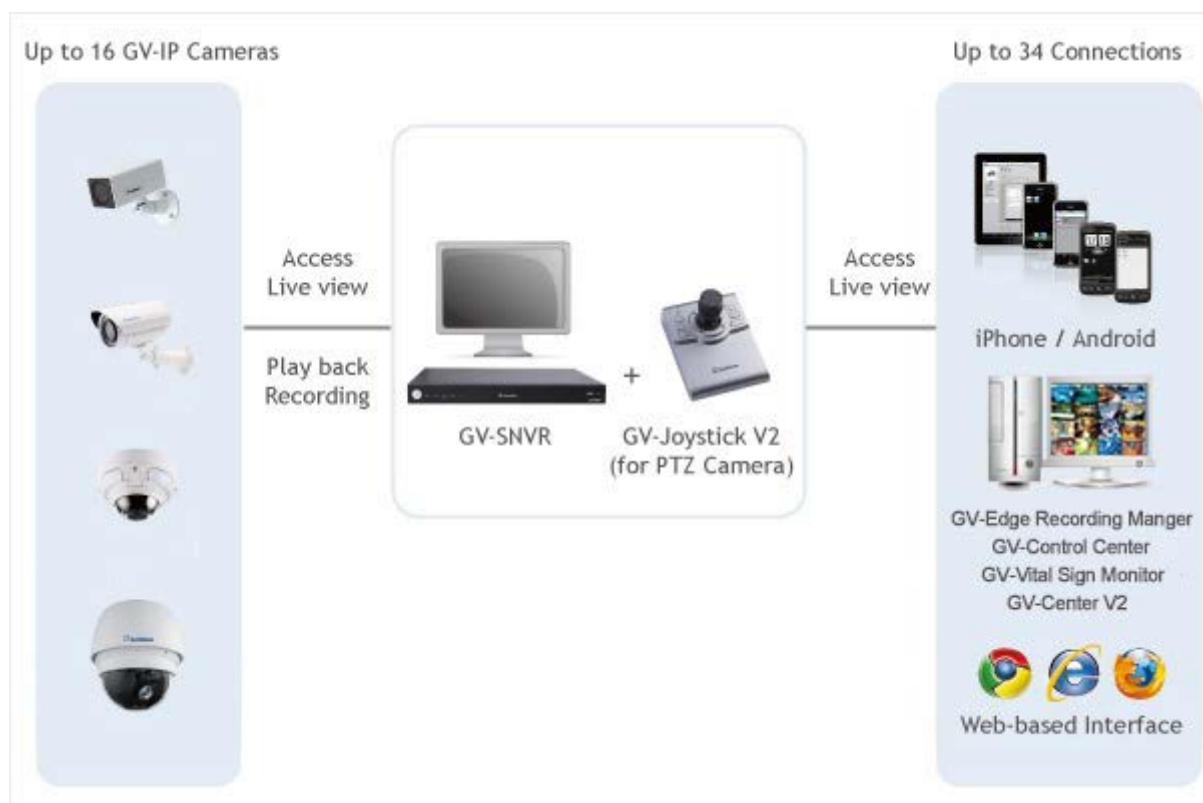 Up to 16 GV-IP Cameras
Up to 34 Connections
Access
Live view
Play back
Recording
GV-SNVR
+
GV-Joystick V2
(for PTZ Camera)
Access
Live view
iPhone / Android
GV-Edge Recording Manger
GV-Control Center
GV-Vital Sign Monitor
GV-Center V2
Web-based Interface